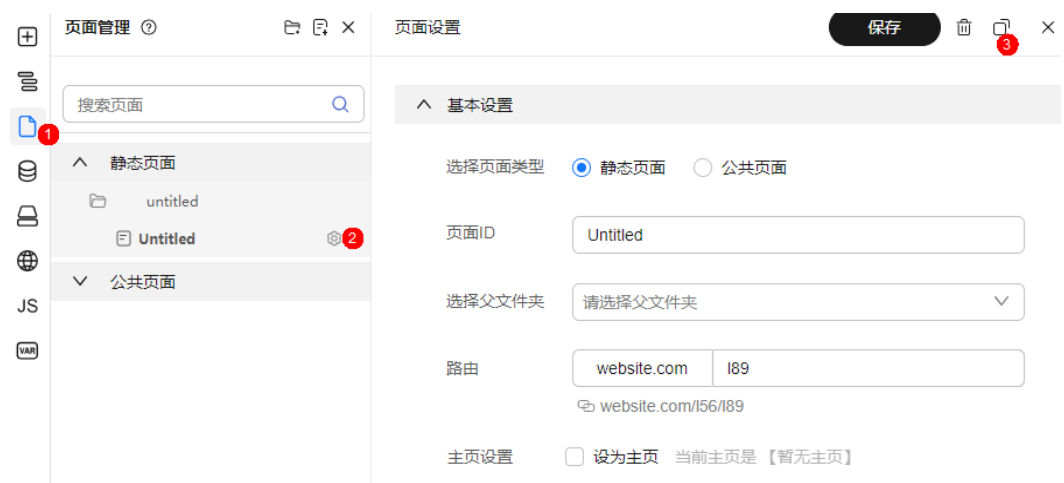 页面管理
页面设置
保存
3
搜索页面
基本设置
1
静态页面
选择页面类型
静态页面
公共页面
untitled
Untitled
2
页面ID
Untitled
公共页面
选择父文件夹
请选择父文件夹
JS
VAR
路由
website.com
l89
website.com/l56/l89
主页设置
设为主页
当前主页是【暂无主页】